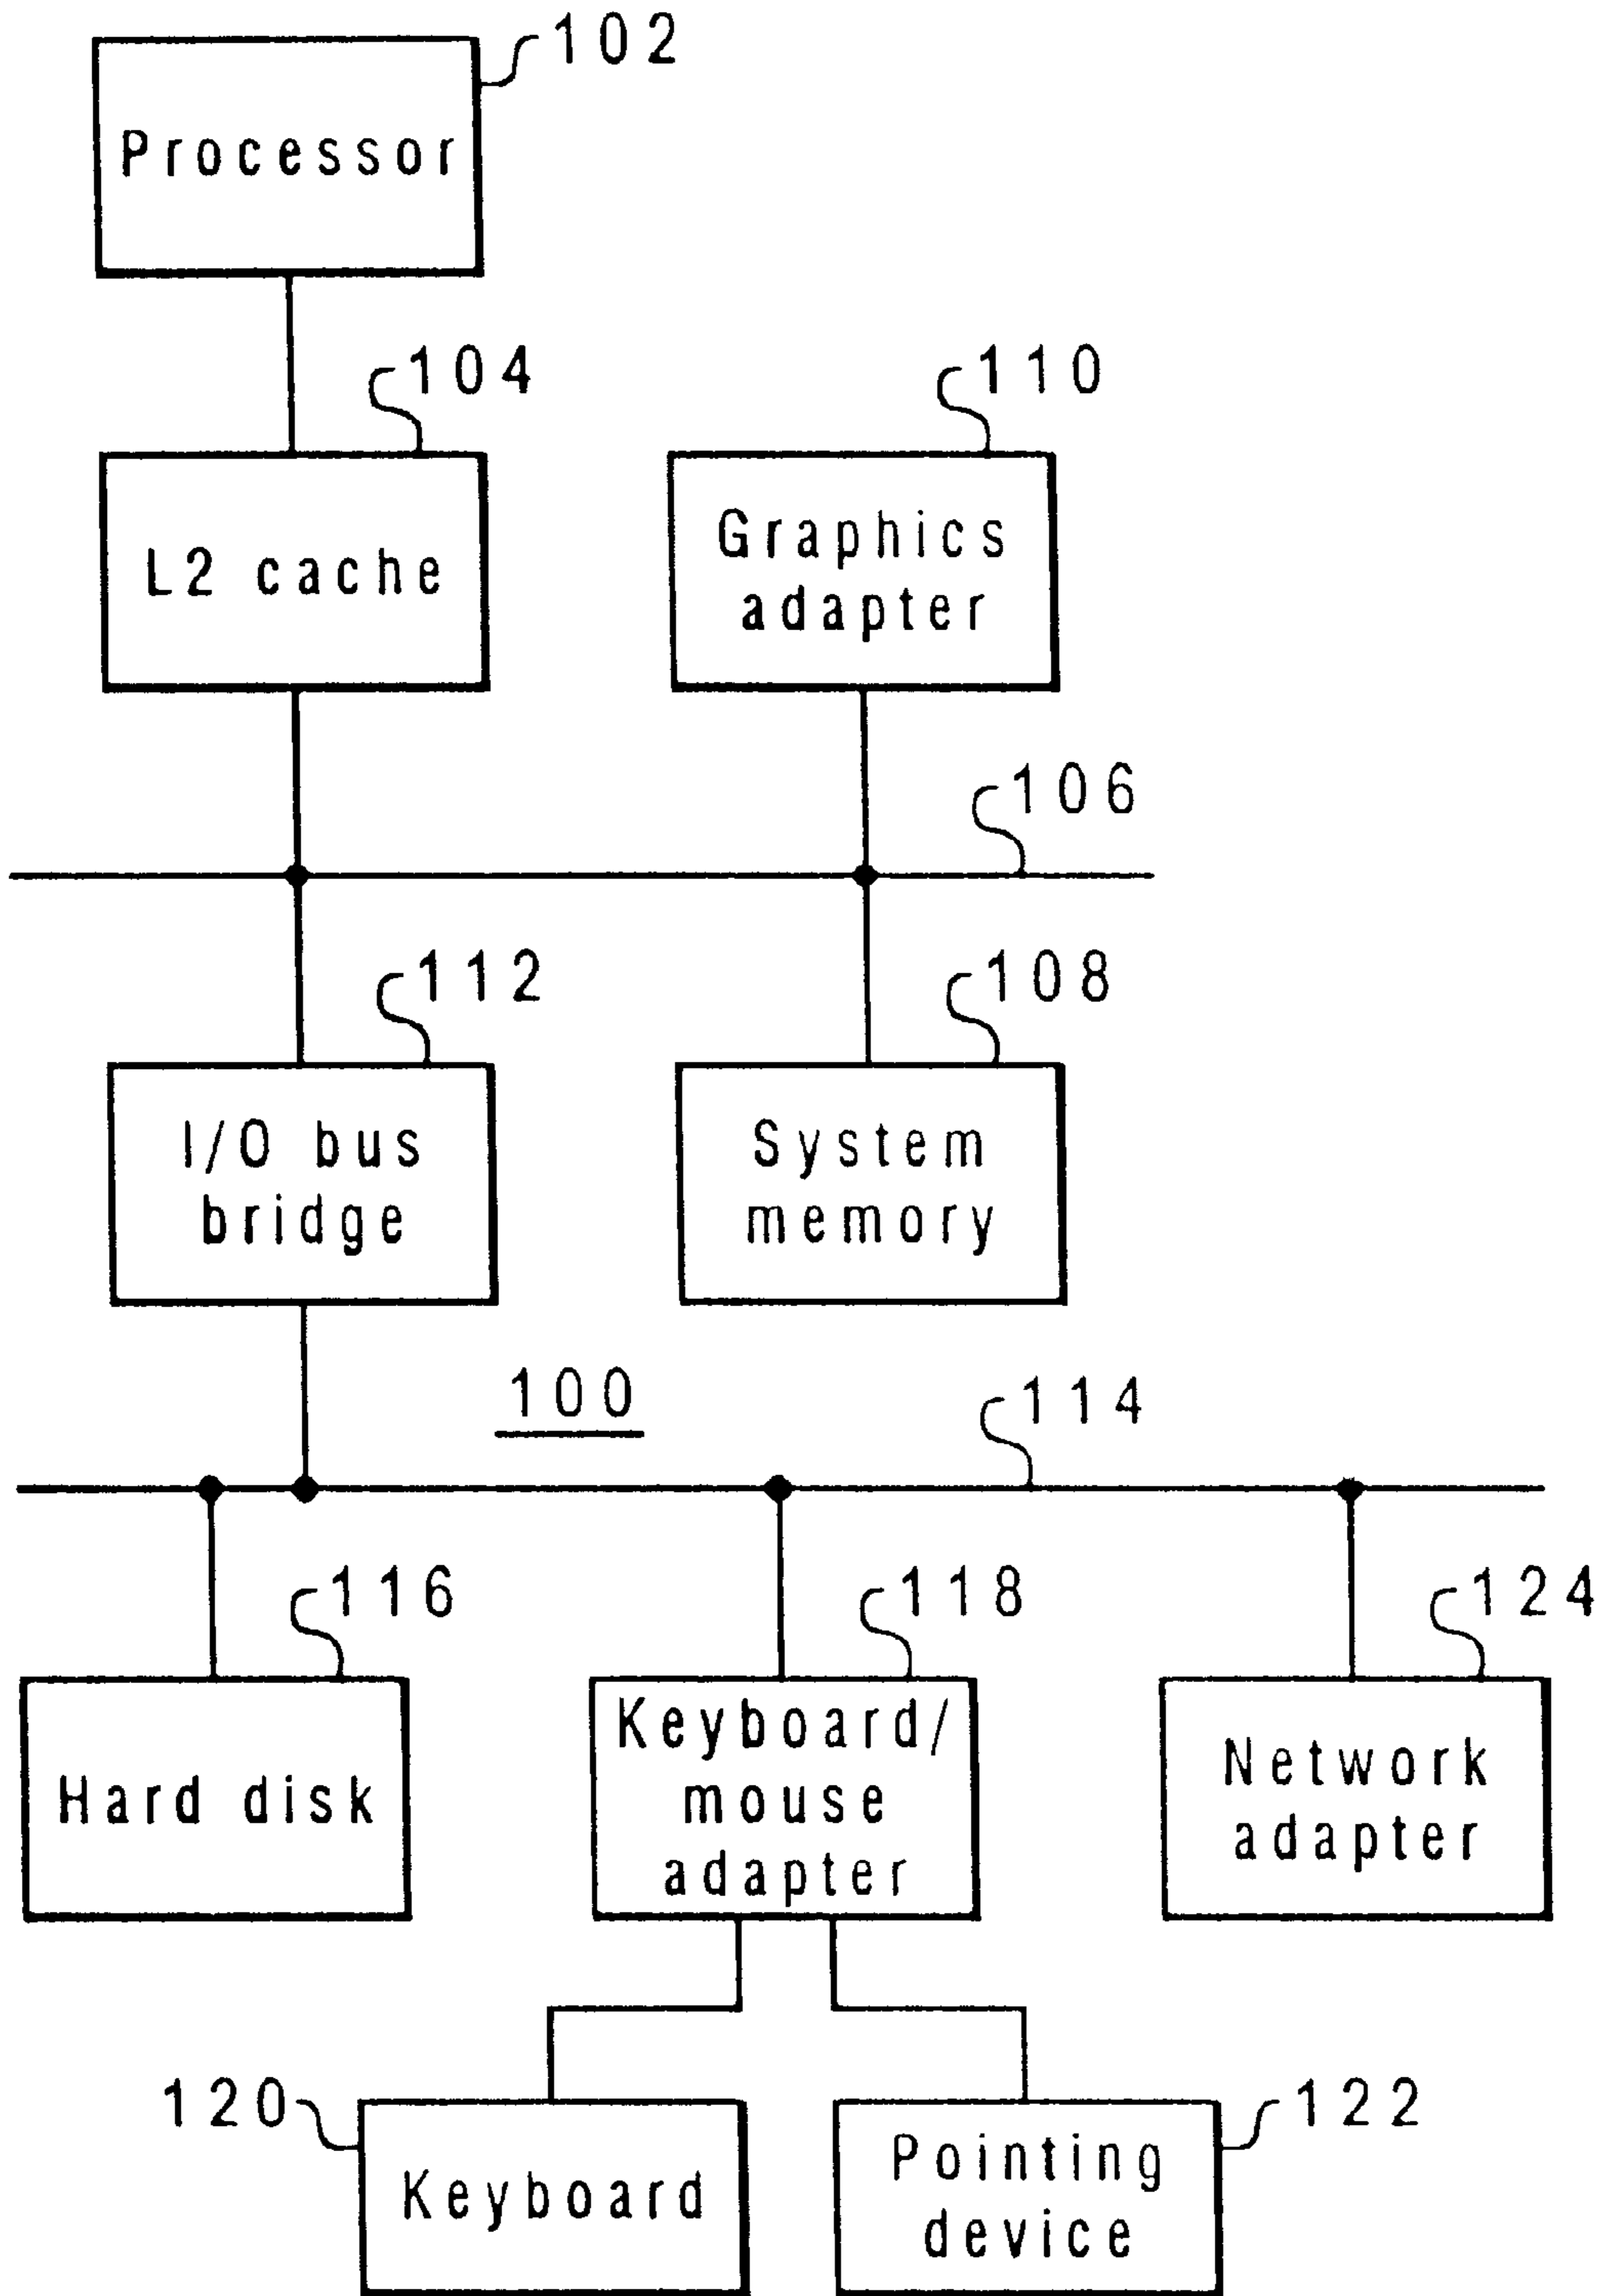 102
Processor
104
110
L2 cache
Graphics
adapter
106
112
108
I/O bus
bridge
System
memory
100
114
116
118
124
Hard disk
Keyboard/
mouse
adapter
Network
adapter
120
122
Keyboard
Pointing
device